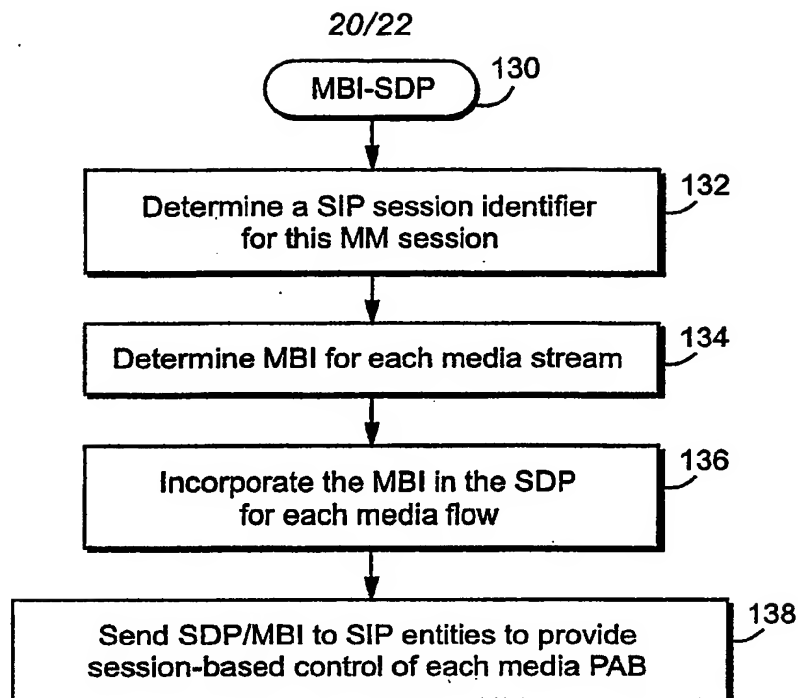 20/22
MBI-SDP
130
132
Determine a SIP session identifier
for this MM session
134
Determine MBI for each media stream
136
Incorporate the MBI in the SDP
for each media flow
138
Send SDP/MBI to SIP entities to provide
session-based control of each media PAB